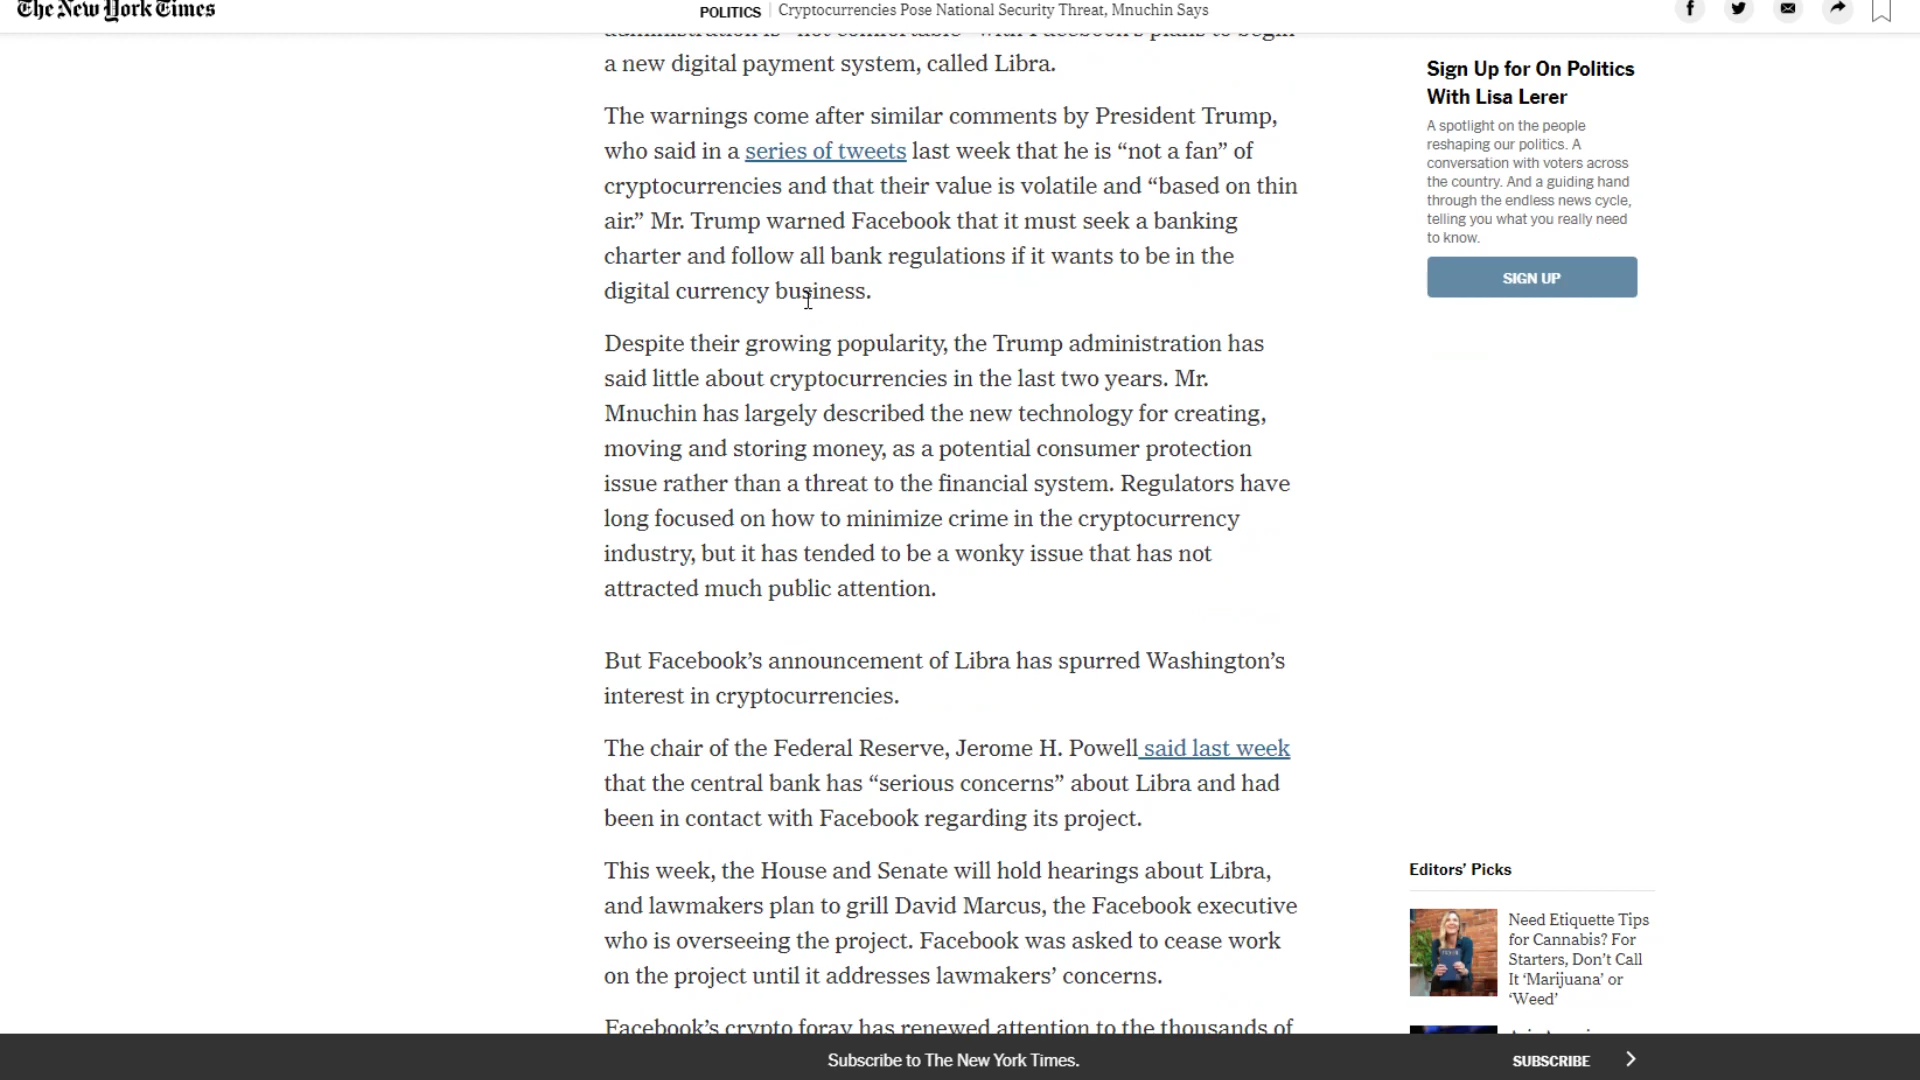 The New York Times
POLITICS | Cryptocurrencies Pose National Security Threat, Mnuchin Says
administration is “not comfortable” with Facebook’s plans to begin
a new digital payment system, called Libra.
The warnings come after similar comments by President Trump,
who said in a series of tweets last week that he is “not a fan” of
cryptocurrencies and that their value is volatile and “based on thin
air.” Mr. Trump warned Facebook that it must seek a banking
charter and follow all bank regulations if it wants to be in the
digital currency business.
Despite their growing popularity, the Trump administration has
said little about cryptocurrencies in the last two years. Mr.
Mnuchin has largely described the new technology for creating,
moving and storing money, as a potential consumer protection
issue rather than a threat to the financial system. Regulators have
long focused on how to minimize crime in the cryptocurrency
industry, but it has tended to be a wonky issue that has not
attracted much public attention.
But Facebook’s announcement of Libra has spurred Washington’s
interest in cryptocurrencies.
The chair of the Federal Reserve, Jerome H. Powell said last week
that the central bank has “serious concerns” about Libra and had
been in contact with Facebook regarding its project.
This week, the House and Senate will hold hearings about Libra,
and lawmakers plan to grill David Marcus, the Facebook executive
who is overseeing the project. Facebook was asked to cease work
on the project until it addresses lawmakers’ concerns.
Facebook’s crypto foray has renewed attention to the thousands of
Sign Up for On Politics
With Lisa Lerer
A spotlight on the people
reshaping our politics. A
conversation with voters across
the country. And a guiding hand
through the endless news cycle,
telling you what you really need
to know.
SIGN UP
Editors’ Picks
Need Etiquette Tips
for Cannabis? For
Starters, Don’t Call
It ‘Marijuana’ or
‘Weed’
Subscribe to The New York Times.
SUBSCRIBE